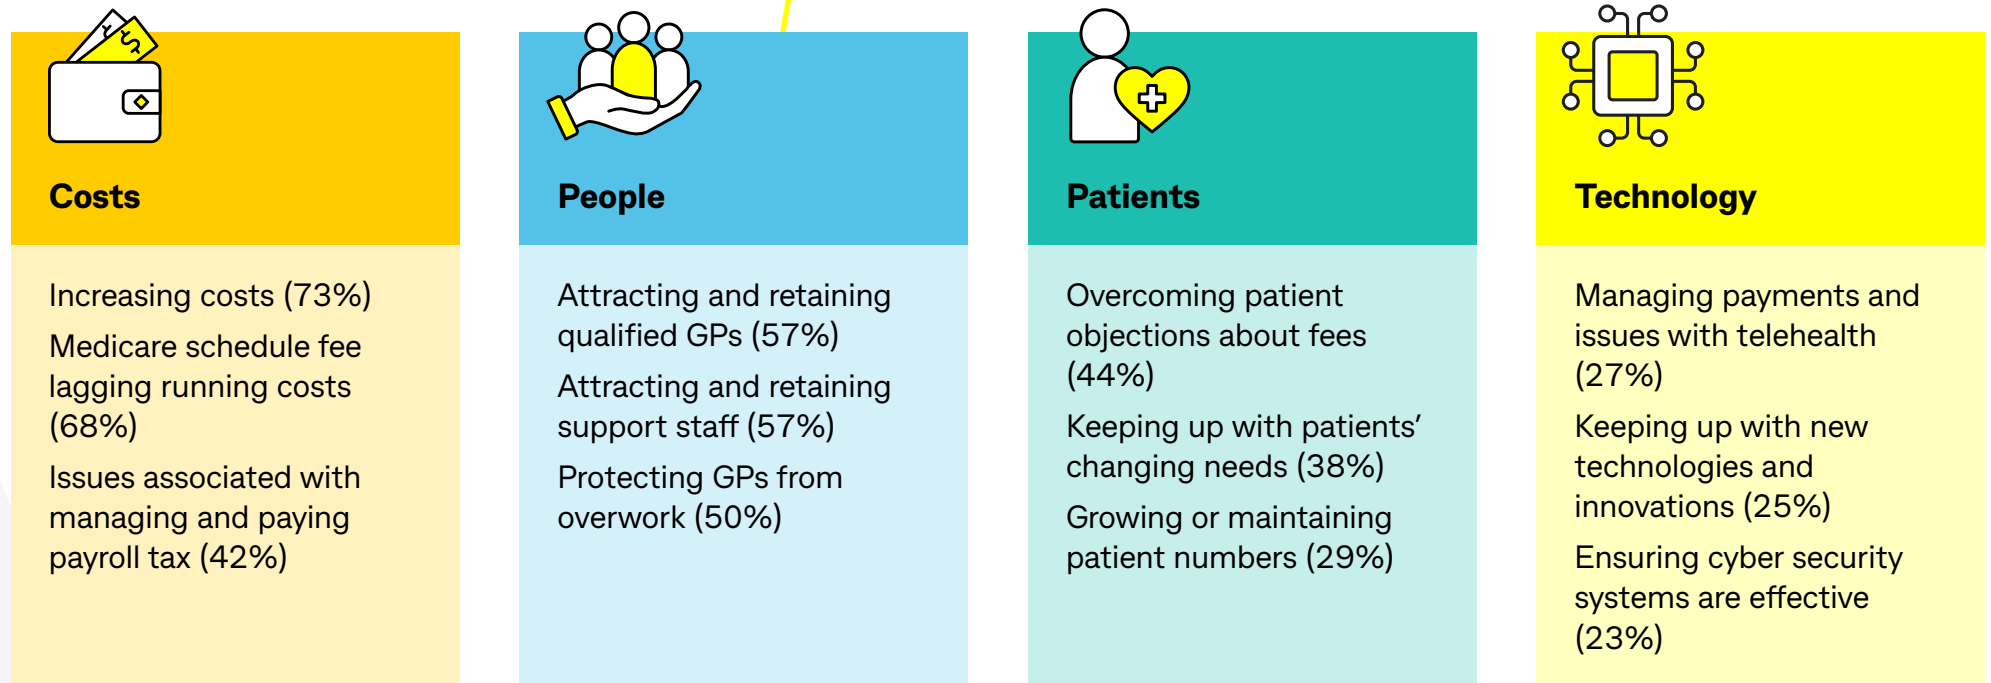 Costs
Increasing costs (73%)
Medicare schedule fee
lagging running costs
(68%)
Issues associated with
managing and paying
payroll tax (42%)
People
Attracting and retaining
qualified GPs (57%)
Attracting and retaining
support staff (57%)
Protecting GPs from
overwork (50%)
Patients
Overcoming patient
objections about fees
(44%)
Keeping up with patients’
changing needs (38%)
Growing or maintaining
patient numbers (29%)
Technology
Managing payments and
issues with telehealth
(27%)
Keeping up with new
technologies and
innovations (25%)
Ensuring cyber security
systems are effective
(23%)